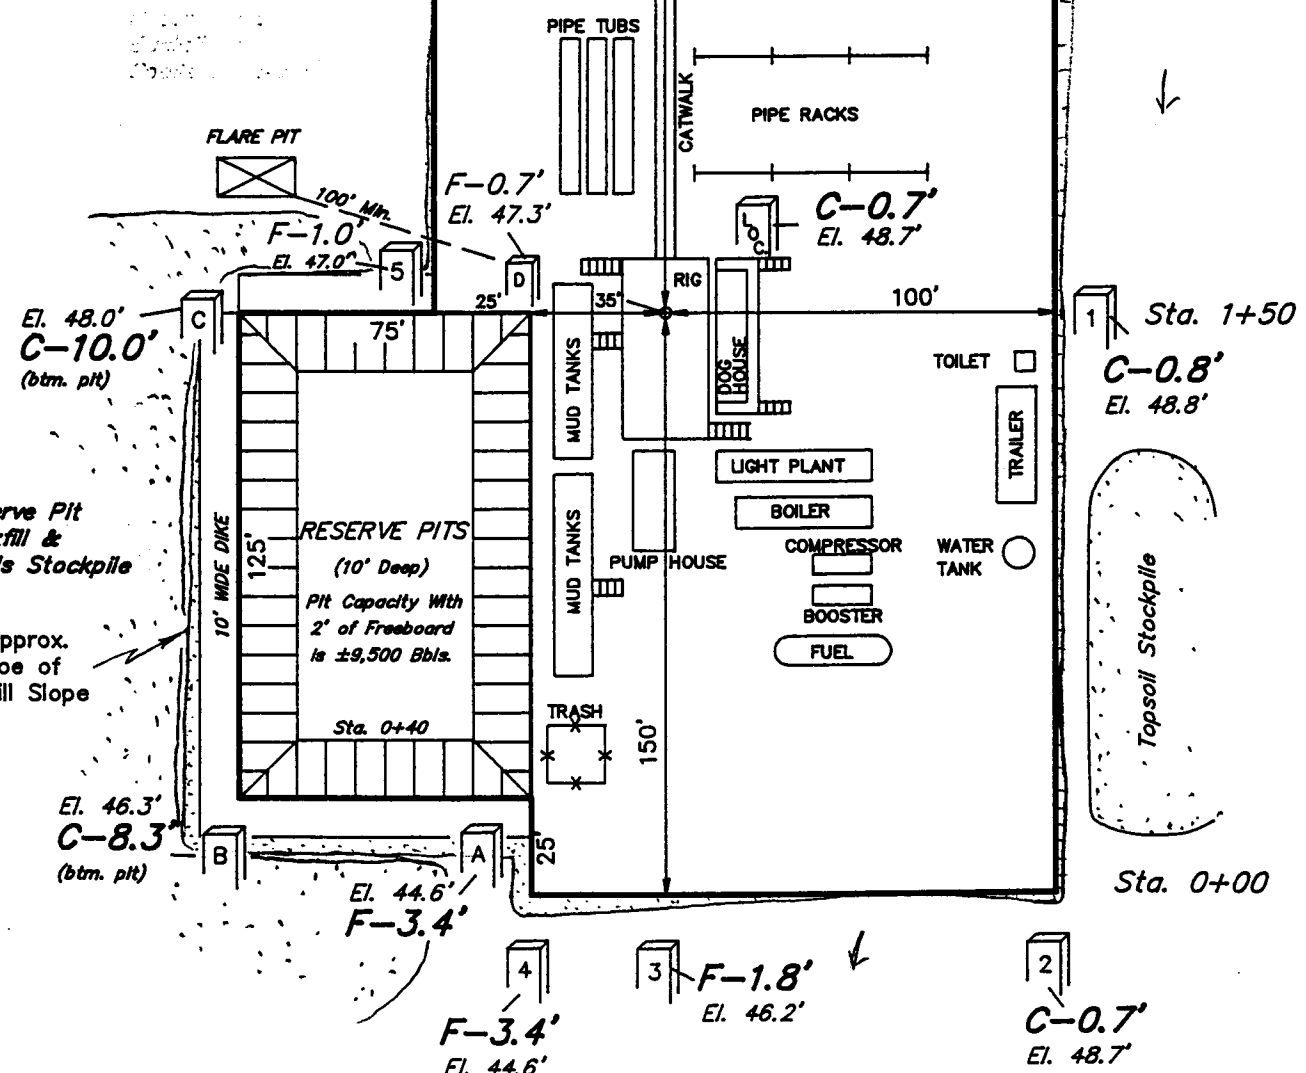 PIPE TUBS
CATWALK
PIPE RACKS
FLARE PIT
100' Min.
F-0.7'
El. 47.3'
C-0.7'
El. 48.7'
LOC.
F-1.0'
El. 47.0'
5
D
RIG
El. 48.0'
C-10.0'
(btm. pit)
C
25'
35'
100'
1
Sta. 1+50
75'
C-0.8'
El. 48.8'
TOILET
DOG
HOUSE
MUD TANKS
TRAILER
LIGHT PLANT
BOILER
RESERVE PITS
(10' Deep)
Pit Capacity With
2' of Freeboard
is ±9,500 Bbls.
Sta. 0+40
125'
10' WIDE DIKE
Pit
&
Stockpile
pprox.
of
Slope
MUD TANKS
PUMP HOUSE
COMPRESSOR
WATER
TANK
BOOSTER
FUEL
Topsoil Stockpile
TRASH
150'
El. 46.3'
C-8.3'
(btm. pit)
B
A
25'
El. 44.6'
F-3.4'
Sta. 0+00
4
3
F-1.8'
El. 46.2'
2
C-0.7'
El. 48.7'
F-3.4'
El. 44.6'